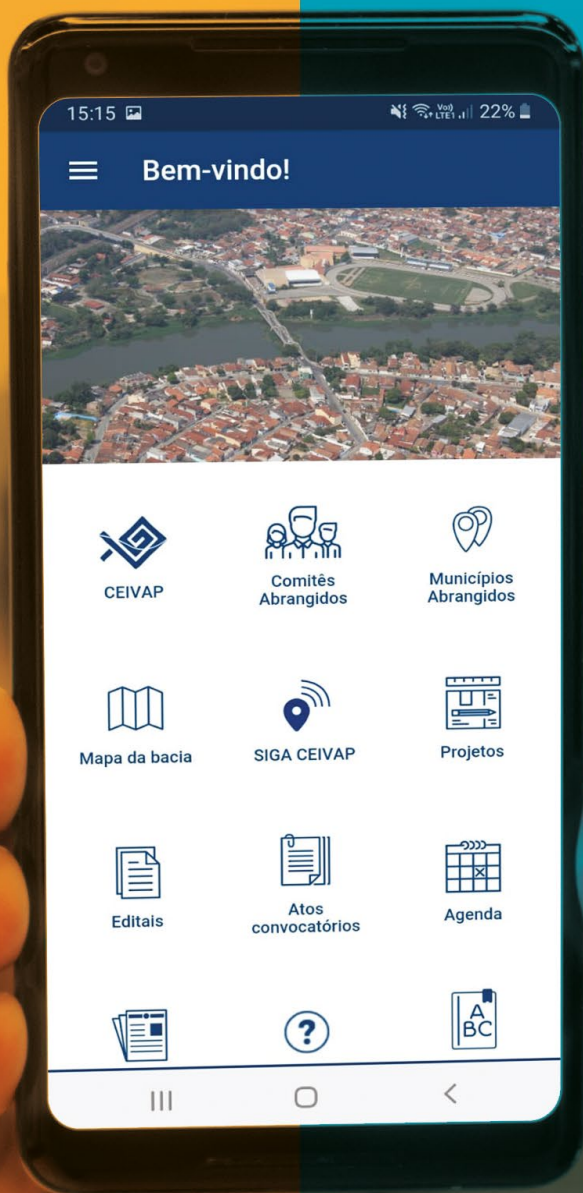 15:15 22%
Bem-vindo!
CEIVAP
Comitês
Abrangidos
Municípios
Abrangidos
Mapa da bacia
SIGA CEIVAP
Projetos
Editais
Atos
convocatórios
Agenda
?
A
BC